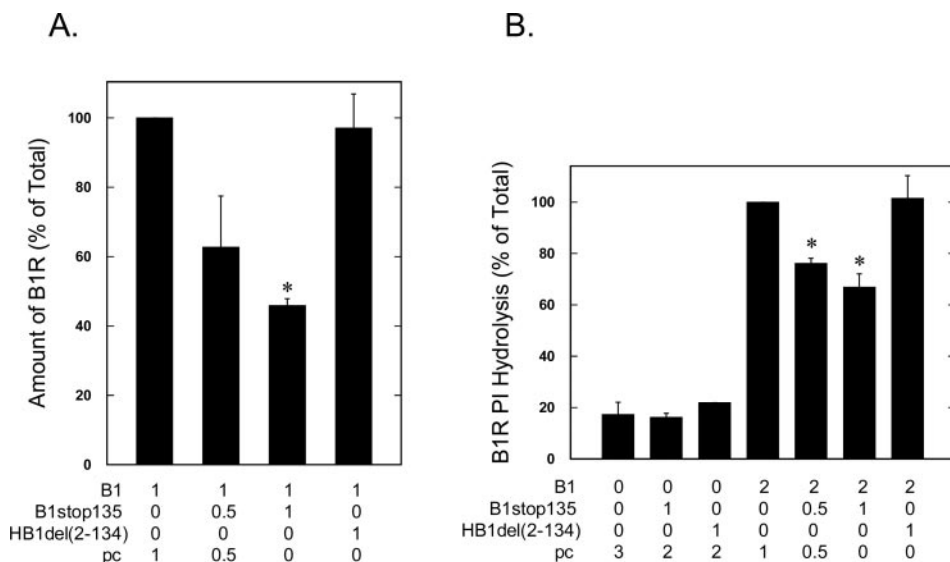 A.
Amount of B1R (% of Total)
100
80
60
40
20
0
*
B1 1 1 1 1
B1stop135 0 0.5 1 0
HB1del(2-134) 0 0 0 1
pc 1 0.5 0 0
B.
B1R PI Hydrolysis (% of Total)
100
80
60
40
20
0
* *
B1 0 0 0 2 2 2 2
B1stop135 0 1 0 0 0.5 1 0
HB1del(2-134) 0 0 1 0 0 0 1
pc 3 2 2 1 0.5 0 0